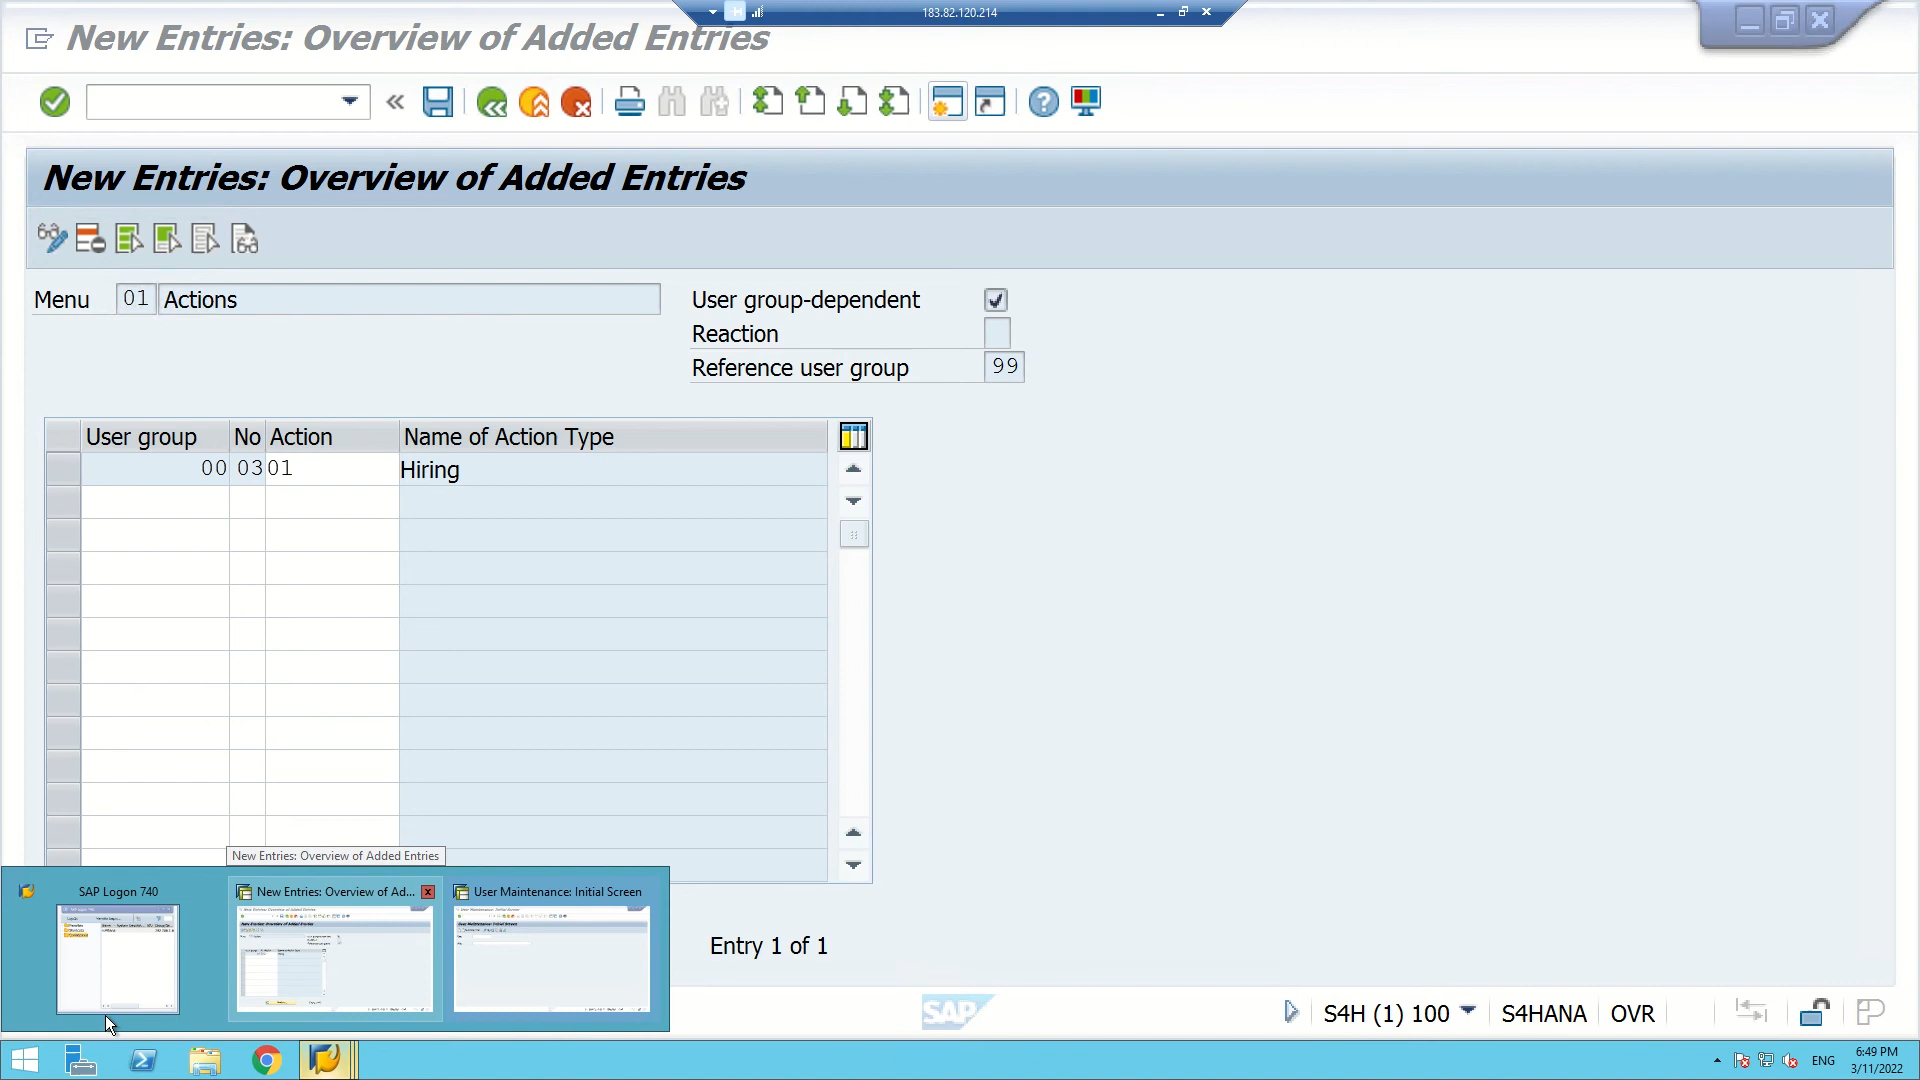 183.82.120.214
New Entries: Overview of Added Entries
New Entries: Overview of Added Entries
Menu 01 Actions
User group-dependent
Reaction
Reference user group 99
User group No Action Name of Action Type
00 03 01 Hiring
New Entries: Overview of Added Entries
SAP Logon 740
New Entries: Overview of Ad...
User Maintenance: Initial Screen
Entry 1 of 1
SAP
S4H (1) 100
S4HANA
OVR
ENG
6:49 PM
3/11/2022